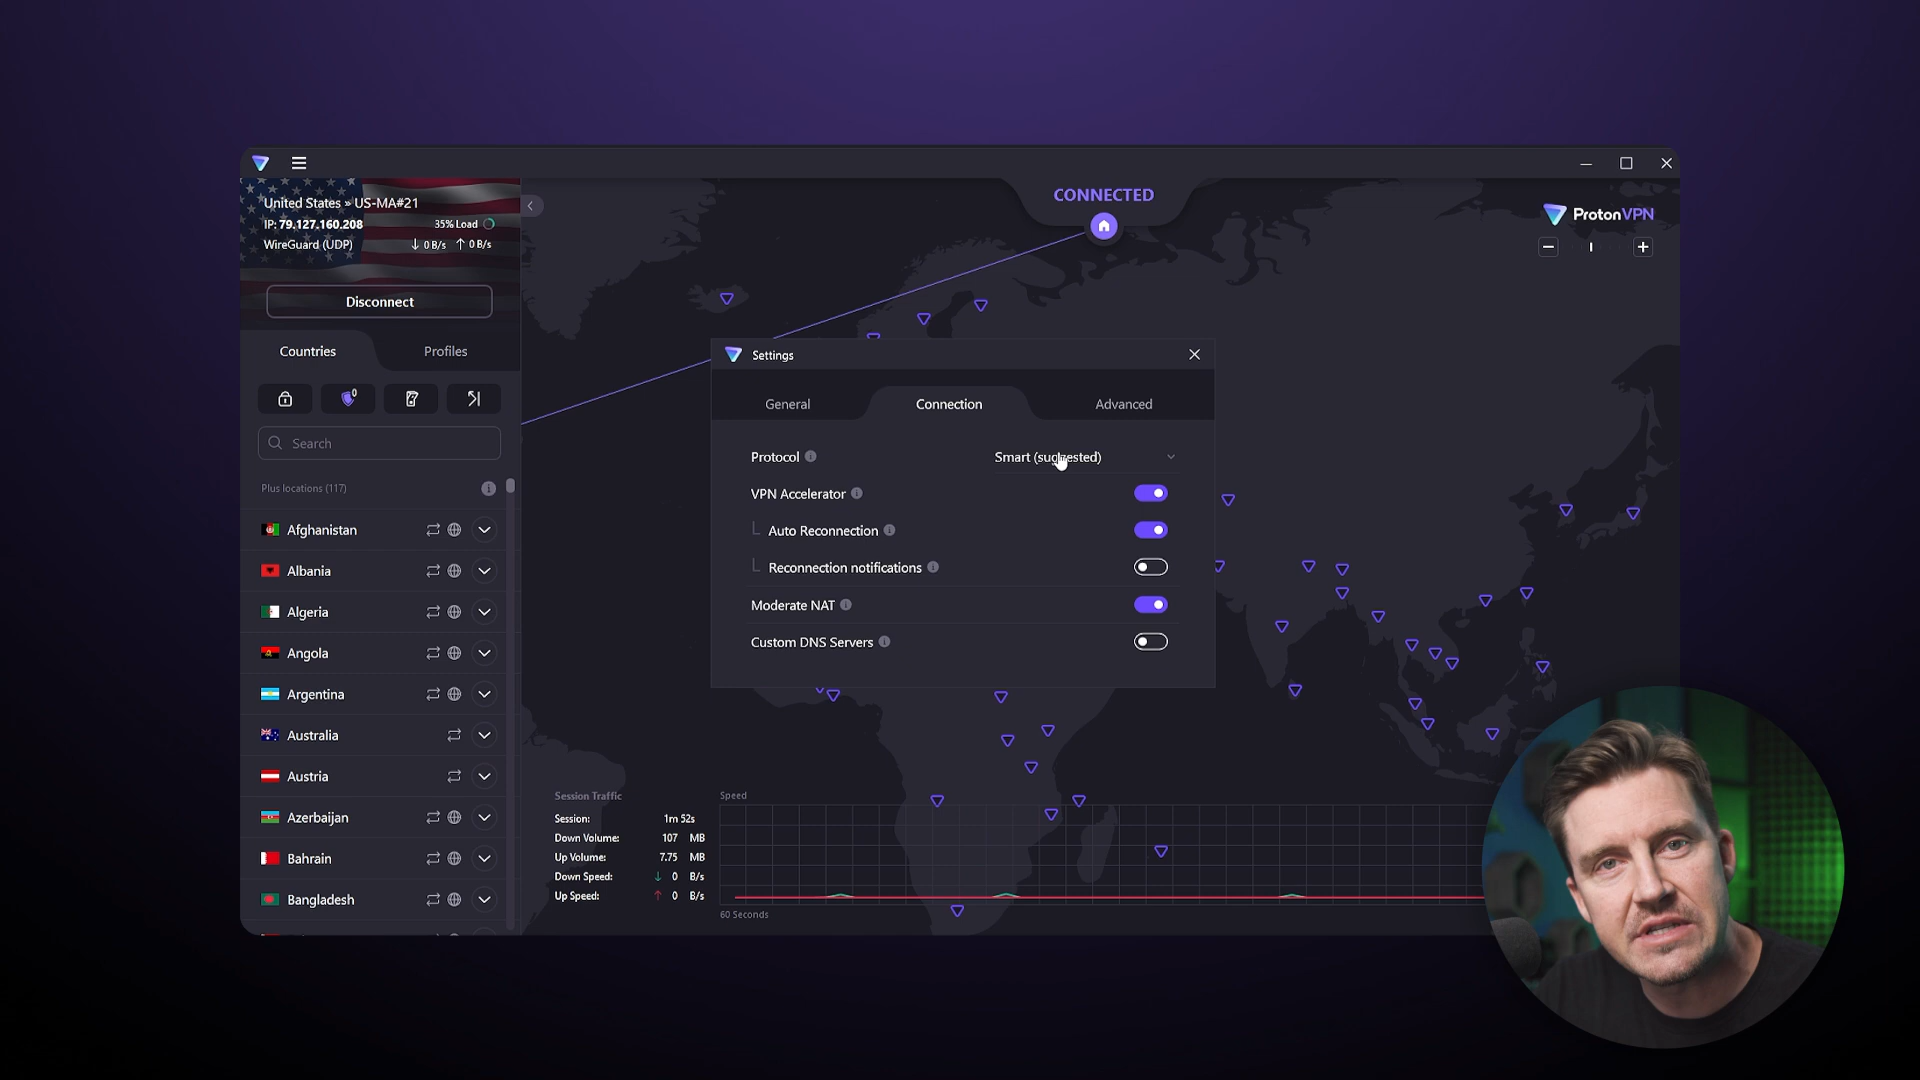 United States » US-MA#21
IP: 79.127.160.208
35% Load
WireGuard (UDP)
↓ 0 B/s ↑ 0 B/s
Disconnect
Countries
Profiles
0
Search
Plus locations (117)
Afghanistan
Albania
Algeria
Angola
Argentina
Australia
Austria
Azerbaijan
Bahrain
Bangladesh
CONNECTED
ProtonVPN
Settings
General
Connection
Advanced
Protocol
Smart (suggested)
VPN Accelerator
Auto Reconnection
Reconnection notifications
Moderate NAT
Custom DNS Servers
Session Traffic
Session: 1m 52s
Down Volume: 107 MB
Up Volume: 7.75 MB
Down Speed: ↓ 0 B/s
Up Speed: ↑ 0 B/s
Speed
60 Seconds